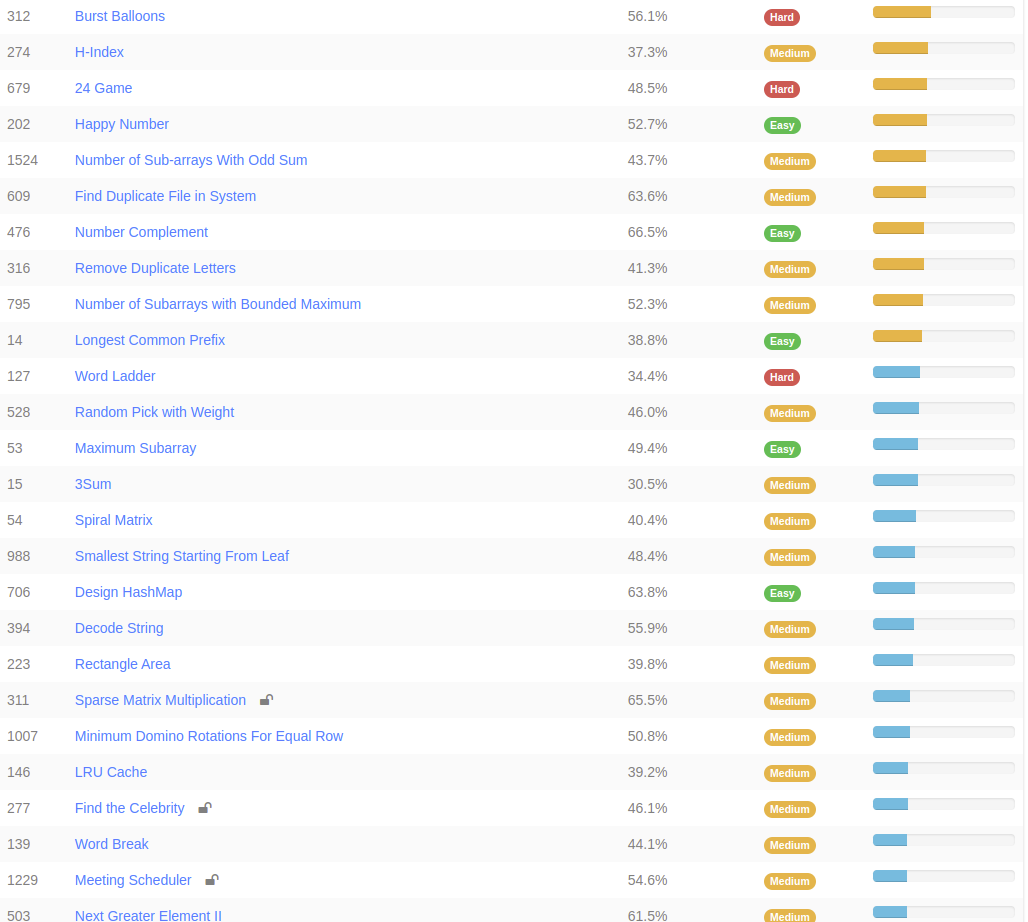 312 Burst Balloons 56.1% Hard
274 H-Index 37.3% Medium
679 24 Game 48.5% Hard
202 Happy Number 52.7% Easy
1524 Number of Sub-arrays With Odd Sum 43.7% Medium
609 Find Duplicate File in System 63.6% Medium
476 Number Complement 66.5% Easy
316 Remove Duplicate Letters 41.3% Medium
795 Number of Subarrays with Bounded Maximum 52.3% Medium
14 Longest Common Prefix 38.8% Easy
127 Word Ladder 34.4% Hard
528 Random Pick with Weight 46.0% Medium
53 Maximum Subarray 49.4% Easy
15 3Sum 30.5% Medium
54 Spiral Matrix 40.4% Medium
988 Smallest String Starting From Leaf 48.4% Medium
706 Design HashMap 63.8% Easy
394 Decode String 55.9% Medium
223 Rectangle Area 39.8% Medium
311 Sparse Matrix Multiplication 65.5% Medium
1007 Minimum Domino Rotations For Equal Row 50.8% Medium
146 LRU Cache 39.2% Medium
277 Find the Celebrity 46.1% Medium
139 Word Break 44.1% Medium
1229 Meeting Scheduler 54.6% Medium
503 Next Greater Element II 61.5% Medium